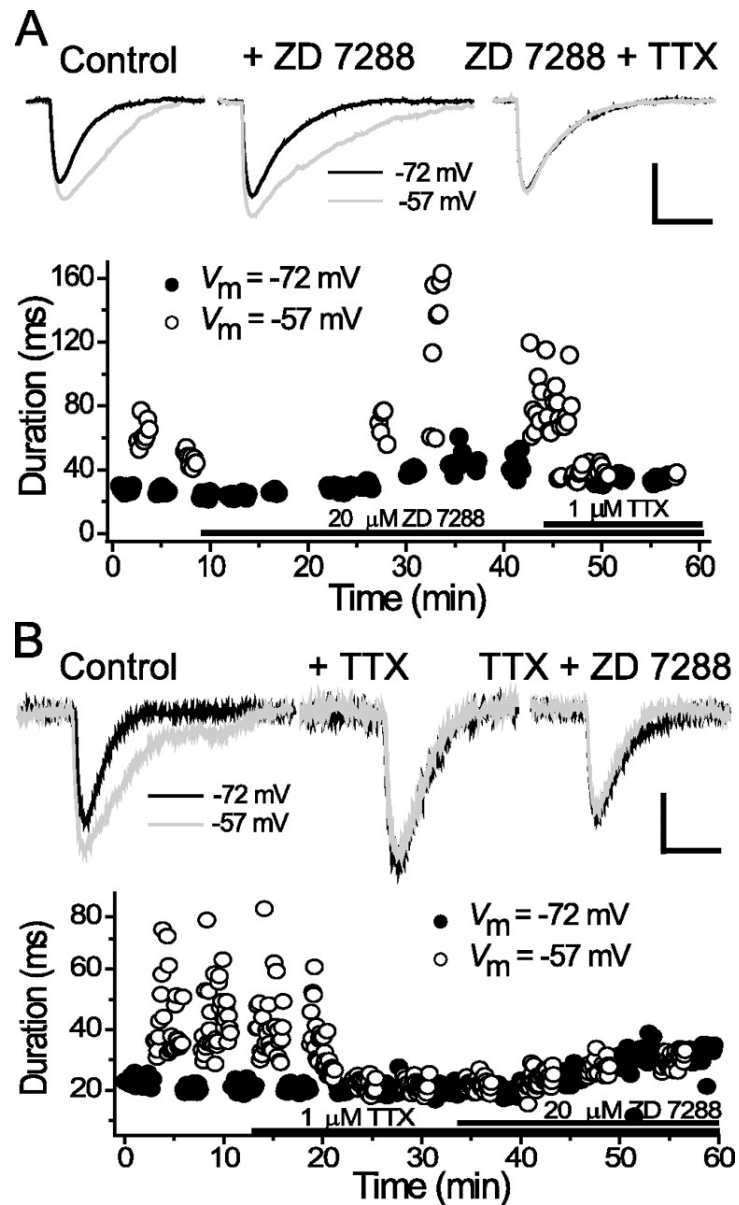 A
Control
+ ZD 7288
ZD 7288 + TTX
-72 mV
-57 mV
Vm = -72 mV
Vm = -57 mV
Duration (ms)
160
120
80
40
0
20 μM ZD 7288
1 μM TTX
0 10 20 30 40 50 60
Time (min)
B
Control
+ TTX
TTX + ZD 7288
-72 mV
-57 mV
Vm = -72 mV
Vm = -57 mV
Duration (ms)
80
60
40
20
1 μM TTX
20 μM ZD 7288
0 10 20 30 40 50 60
Time (min)